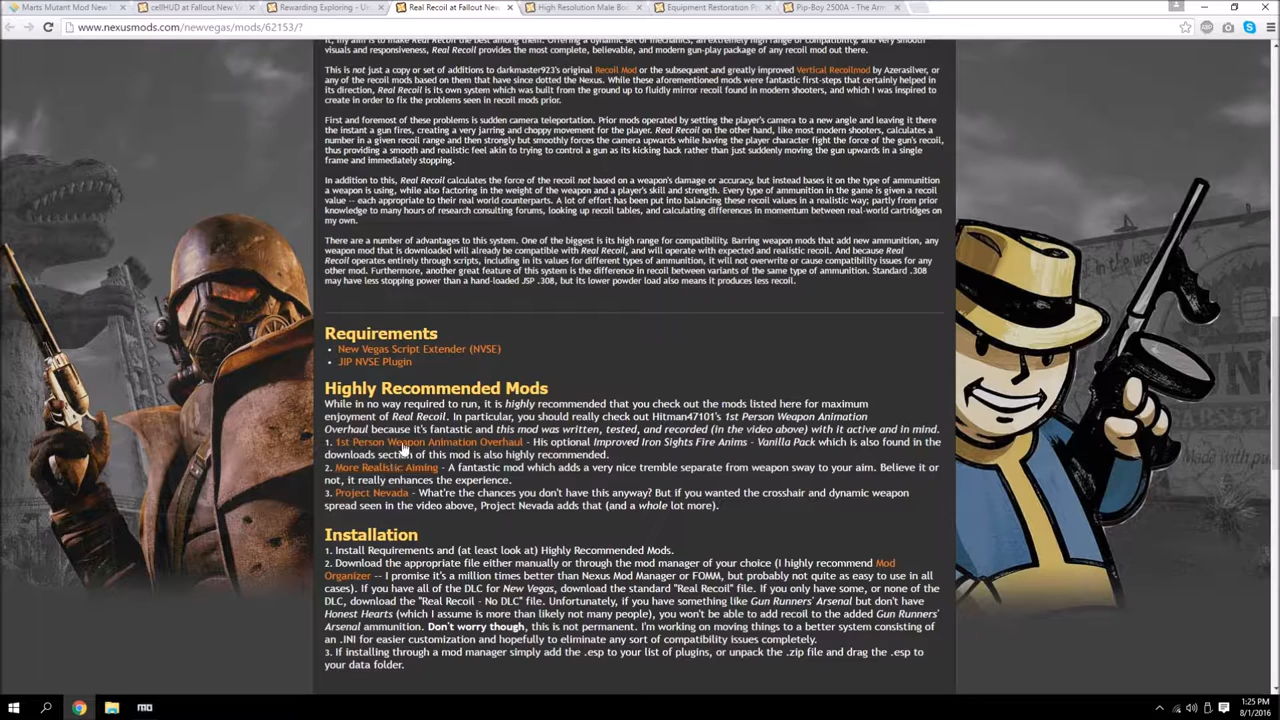 Marts Mutant Mod New
cellHUD at Fallout New V
Rewarding Exploring - Us
Real Recoil at Fallout New
High Resolution Male Bo
Equipment Restoration P
Pip-Boy 2500A - The Arm
www.nexusmods.com/newvegas/mods/62153/?
visuals and responsiveness, Real Recoil provides the most complete, believable, and modern gun-play package of any recoil mod out there.
This is not just a copy or set of additions to darkmaster923's original Recoil Mod or the subsequent and greatly improved Vertical Recoilmod by Azerasilver, or
any of the recoil mods based on them that have since dotted the Nexus. While these aforementioned mods were fantastic first-steps that certainly helped in
its direction, Real Recoil is its own system which was built from the ground up to fluidly mirror recoil found in modern shooters, and which I was inspired to
create in order to fix the problems seen in recoil mods prior.
First and foremost of these problems is sudden camera teleportation. Prior mods operated by setting the player's camera to a new angle and leaving it there
the instant a gun fires, creating a very jarring and choppy movement for the player. Real Recoil on the other hand, like most modern shooters, calculates a
number in a given recoil range and then strongly but smoothly forces the camera upwards while having the player character fight the force of the gun's recoil,
thus providing a smooth and realistic feel akin to trying to control a gun as its kicking back rather than just suddenly moving the gun upwards in a single
frame and immediately stopping.
In addition to this, Real Recoil calculates the force of the recoil not based on a weapon's damage or accuracy, but instead bases it on the type of ammunition
a weapon is using, while also factoring in the weight of the weapon and a player's skill and strength. Every type of ammunition in the game is given a recoil
value -- each appropriate to their real world counterparts. A lot of effort has been put into balancing these recoil values in a realistic way; partly from prior
knowledge to many hours of research consulting forums, looking up recoil tables, and calculating differences in momentum between real-world cartridges on
my own.
There are a number of advantages to this system. One of the biggest is its high range for compatibility. Barring weapon mods that add new ammunition, any
weapon mod that is downloaded will already be compatible with Real Recoil, and will operate with expected and realistic recoil. And because Real
Recoil operates entirely through scripts, including in its values for different types of ammunition, it will not overwrite or cause compatibility issues for any
other mod. Furthermore, another great feature of this system is the difference in recoil between variants of the same type of ammunition. Standard .308
may have less stopping power than a hand-loaded JSP .308, but its lower powder load also means it produces less recoil.
Requirements
• New Vegas Script Extender (NVSE)
• JIP NVSE Plugin
Highly Recommended Mods
While in no way required to run, it is highly recommended that you check out the mods listed here for maximum
enjoyment of Real Recoil. In particular, you should really check out Hitman47101's 1st Person Weapon Animation
Overhaul because it's fantastic and this mod was written, tested, and recorded (in the video above) with it active and in mind.
1. 1st Person Weapon Animation Overhaul - His optional Improved Iron Sights Fire Anims - Vanilla Pack which is also found in the
downloads section of this mod is also highly recommended.
2. More Realistic Aiming - A fantastic mod which adds a very nice tremble separate from weapon sway to your aim. Believe it or
not, it really enhances the experience.
3. Project Nevada - What're the chances you don't have this anyway? But if you wanted the crosshair and dynamic weapon
spread seen in the video above, Project Nevada adds that (and a whole lot more).
Installation
1. Install Requirements and (at least look at) Highly Recommended Mods.
2. Download the appropriate file either manually or through the mod manager of your choice (I highly recommend Mod
Organizer -- I promise it's a million times better than Nexus Mod Manager or FOMM, but probably not quite as easy to use in all
cases). If you have all of the DLC for New Vegas, download the standard "Real Recoil" file. If you only have some, or none of the
DLC, download the "Real Recoil - No DLC" file. Unfortunately, if you have something like Gun Runners' Arsenal but don't have
Honest Hearts (which I assume is more than likely not many people), you won't be able to add recoil to the added Gun Runners'
Arsenal ammunition. Don't worry though, this is not permanent. I'm working on moving things to a better system consisting of
an .INI for easier customization and hopefully to eliminate any sort of compatibility issues completely.
3. If installing through a mod manager simply add the .esp to your list of plugins, or unpack the .zip file and drag the .esp to
your data folder.
1:25 PM
8/1/2016